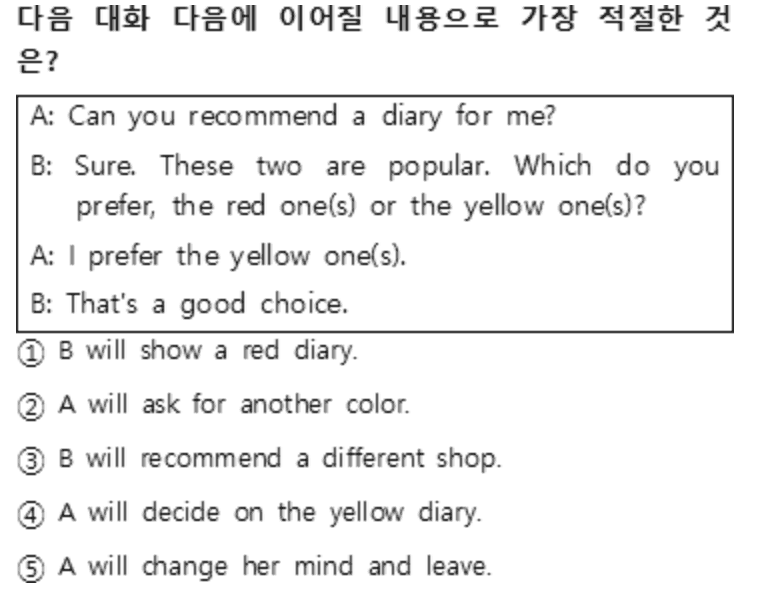 다음 대화 다음에 이어질 내용으로 가장 적절한 것
은?
A: Can you recommend a diary for me?
B: Sure. These two are popular. Which do you
prefer, the red one(s) or the yellow one(s)?
A: I prefer the yellow one(s).
B: That's a good choice.
① B will show a red diary.
② A will ask for another color.
③ B will recommend a different shop.
④ A will decide on the yellow diary.
⑤ A will change her mind and leave.